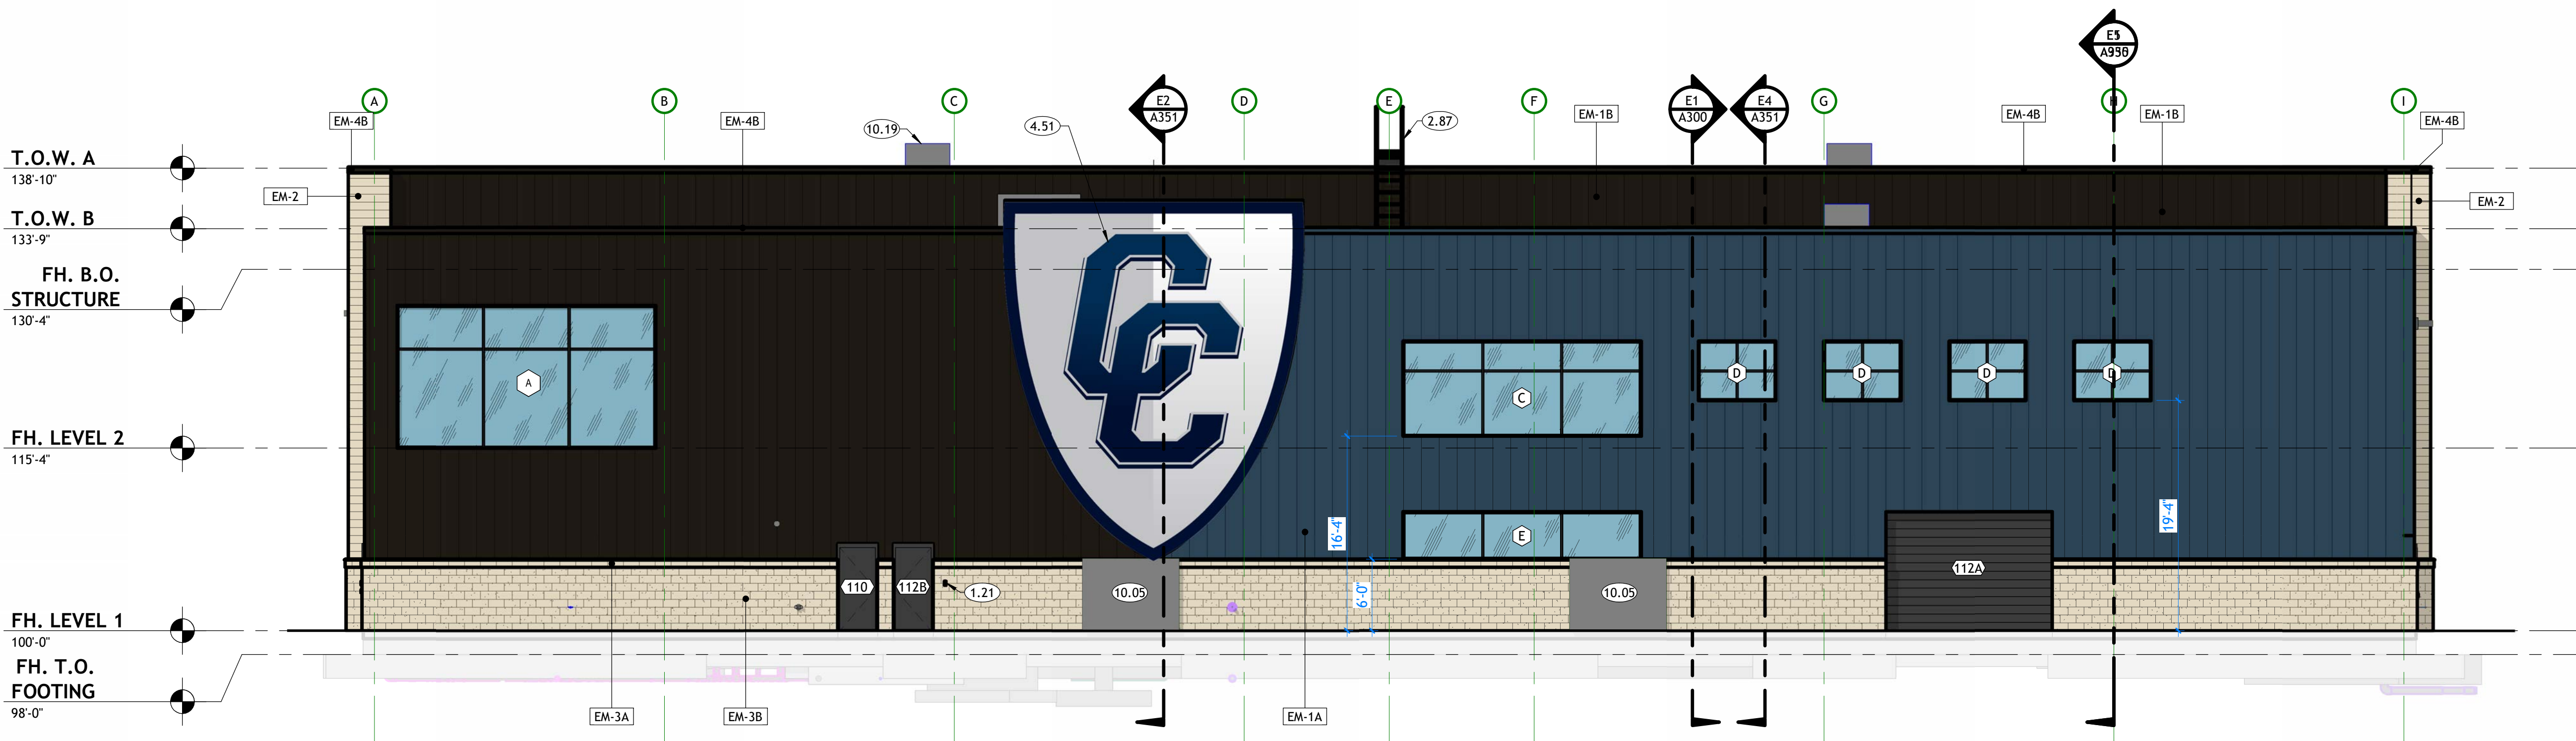 E5
A950
E2
A351
E1
A300
E4
A351
A
B
C
D
E
F
G
I
EM-4B
EM-4B
10.19
4.51
2.87
EM-1B
EM-4B
EM-1B
EM-4B
T.O.W. A
138'-10"
EM-2
EM-2
T.O.W. B
133'-9"
FH. B.O.
STRUCTURE
130'-4"
CC
A
C
D
D
D
D
FH. LEVEL 2
115'-4"
16'-4"
E
19'-4"
110
112B
1.21
10.05
6'-0"
10.05
112A
FH. LEVEL 1
100'-0"
FH. T.O.
FOOTING
98'-0"
EM-3A
EM-3B
EM-1A